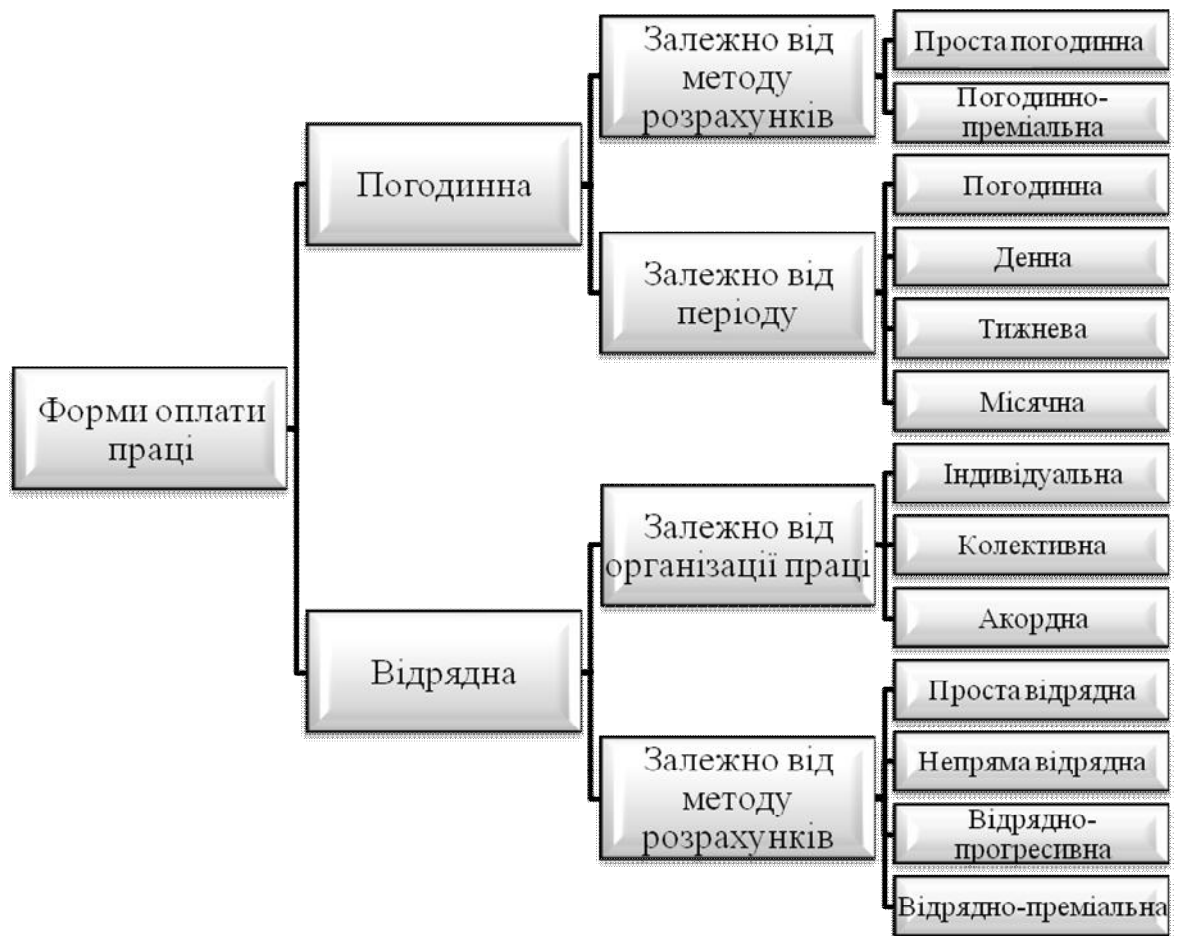 Форми оплати
праці
Погодинна
Залежно від
методу
розрахунків
Проста погодинна
Погодинно-
преміальна
Залежно від
періоду
Погодинна
Денна
Тижнева
Місячна
Відрядна
Залежно від
організації праці
Індивідуальна
Колективна
Акордна
Залежно від
методу
розрахунків
Проста відрядна
Непряма відрядна
Відрядно-
прогресивна
Відрядно-преміальна